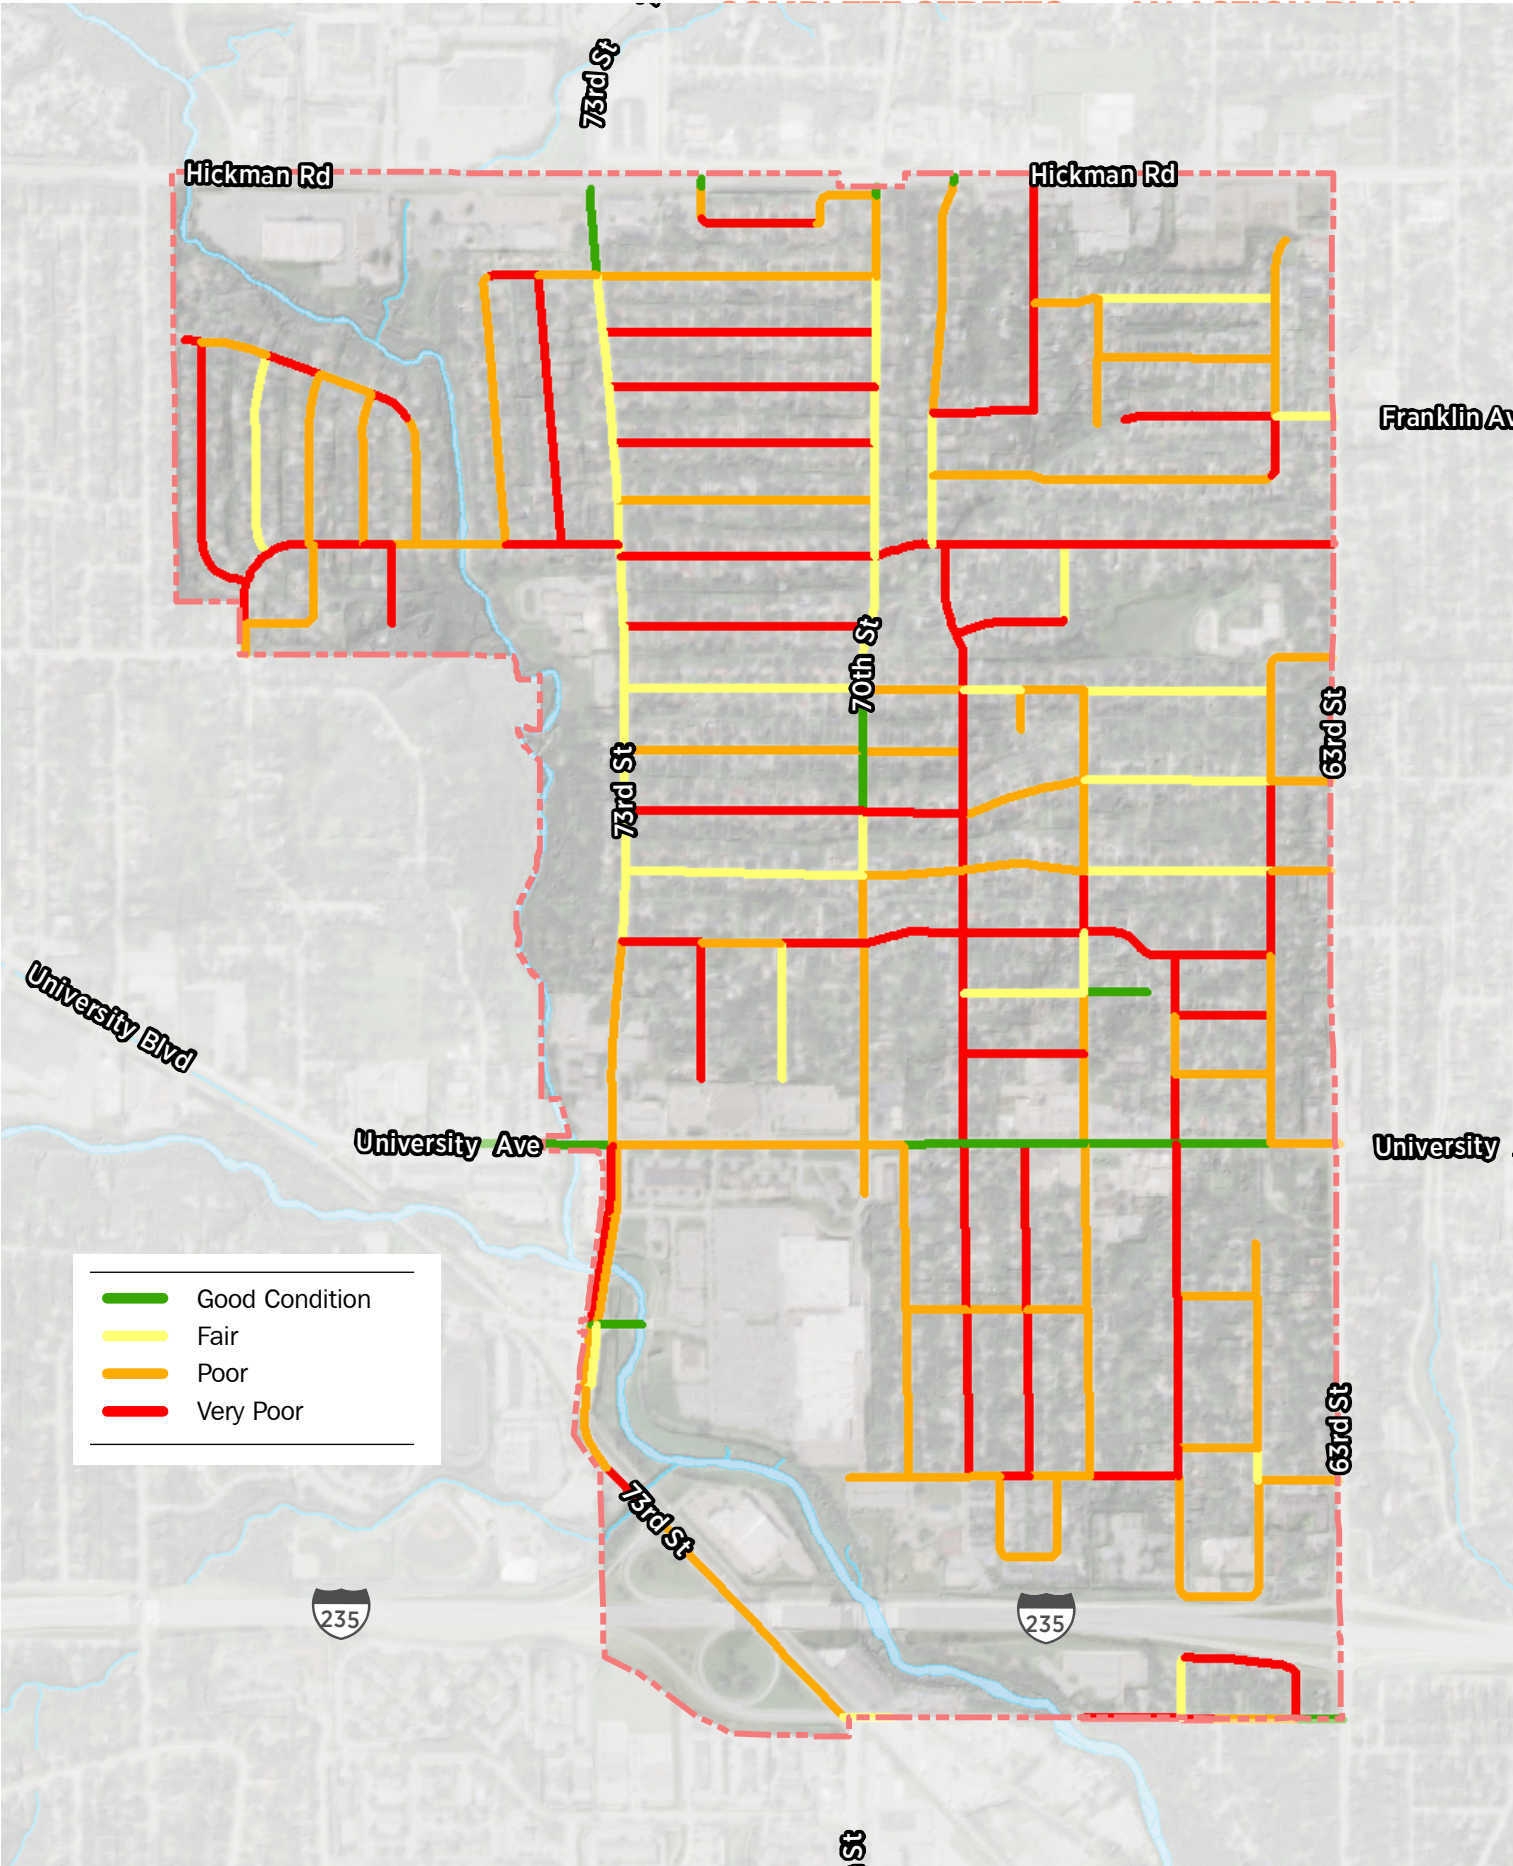 73rd St
Hickman Rd
Hickman Rd
Franklin Av
70th St
63rd St
73rd St
University Blvd
University Ave
University
Good Condition
Fair
Poor
Very Poor
63rd St
73rd St
235
235
St